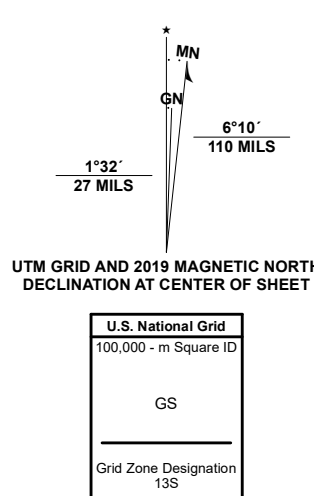 ★
MN
GN
6°10´
110 MILS
1°32´
27 MILS
UTM GRID AND 2019 MAGNETIC NORTH
DECLINATION AT CENTER OF SHEET
U.S. National Grid
100,000 - m Square ID
GS
Grid Zone Designation
13S